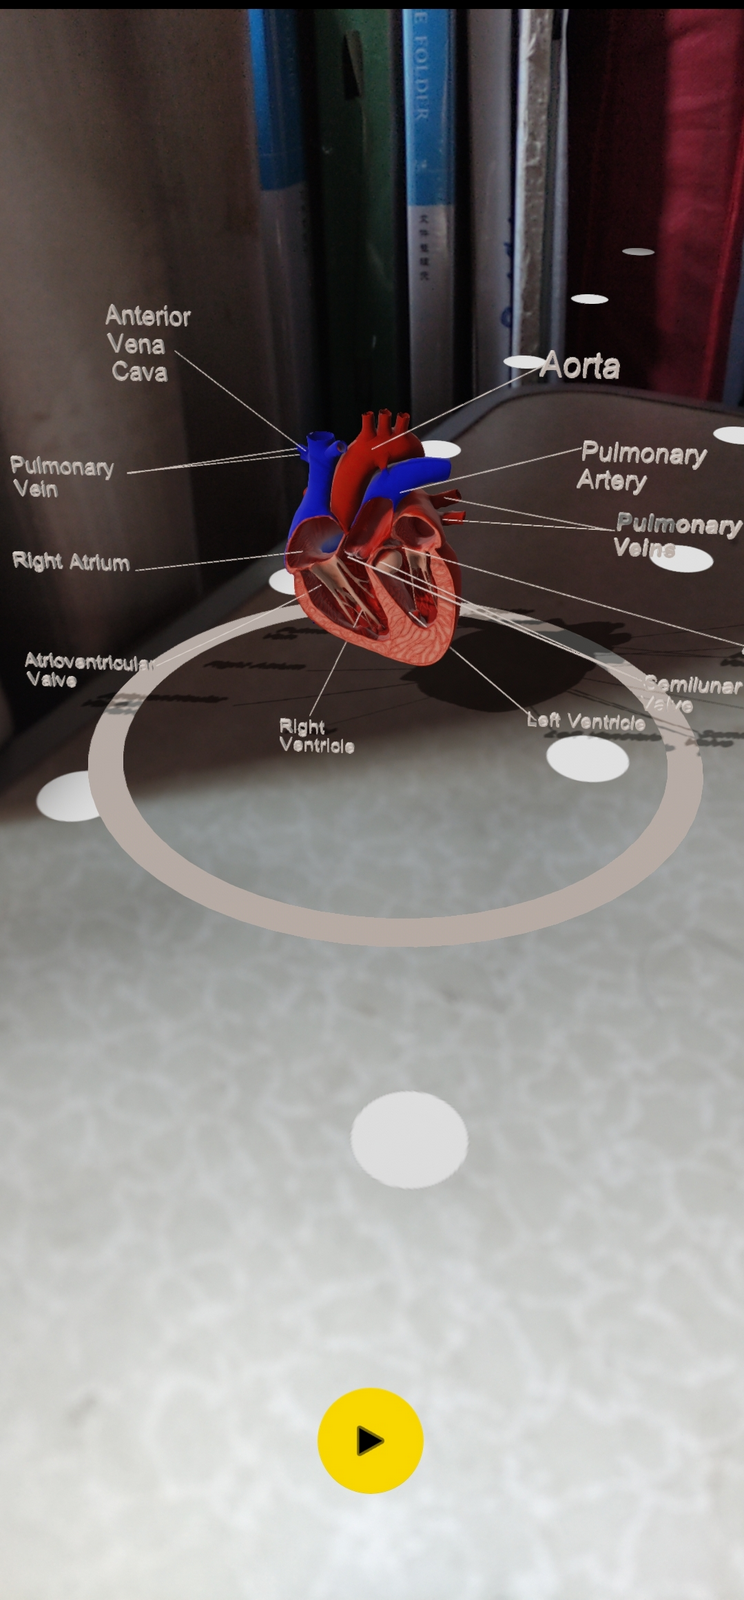 E FOLDER
Anterior
Vena
Cava
Aorta
Pulmonary
Vein
Pulmonary
Artery
Pulmonary
Veins
Right Atrium
Atrioventricular
Valve
Semilunar
Valve
Right
Ventricle
Left Ventricle